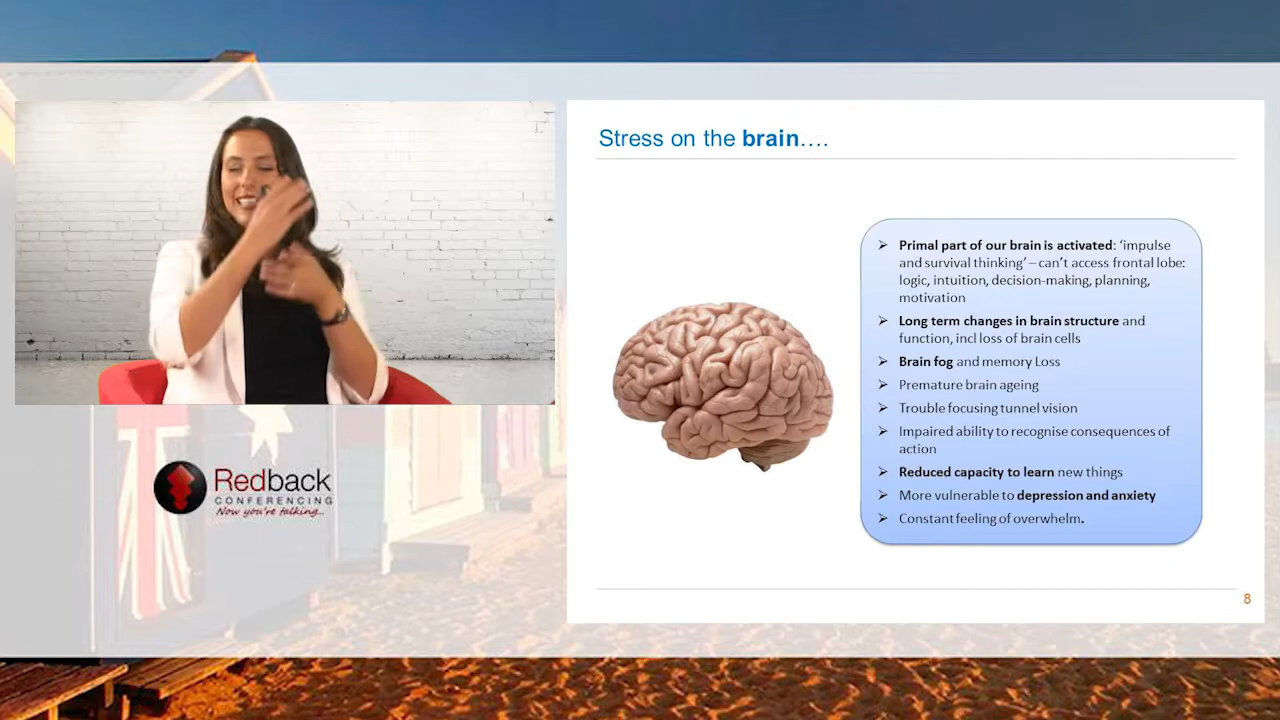 Stress on the brain....
➢ Primal part of our brain is activated: ‘impulse
and survival thinking’ – can’t access frontal lobe:
logic, intuition, decision-making, planning,
motivation
➢ Long term changes in brain structure and
function, incl loss of brain cells
➢ Brain fog and memory Loss
➢ Premature brain ageing
➢ Trouble focusing tunnel vision
➢ Impaired ability to recognise consequences of
action
➢ Reduced capacity to learn new things
➢ More vulnerable to depression and anxiety
➢ Constant feeling of overwhelm.
8
Redback
CONFERENCING
Now you're talking...